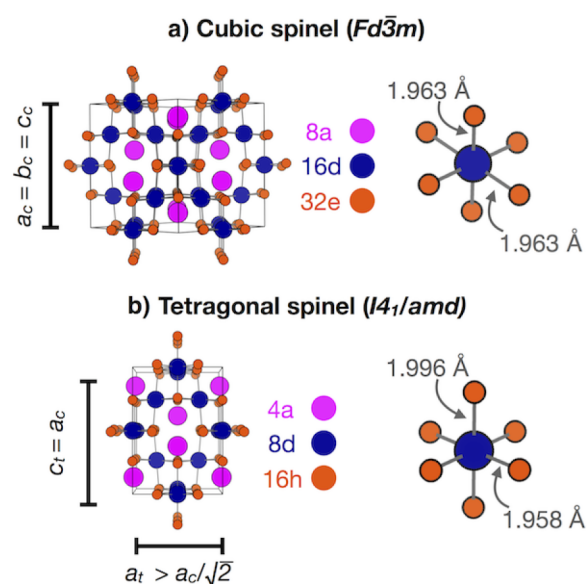 a) Cubic spinel (Fd3̄m)
1.963 Å
a_c = b_c = c_c
8a
16d
32e
1.963 Å
b) Tetragonal spinel (I4₁/amd)
1.996 Å
c_t = a_c
4a
8d
16h
1.958 Å
a_t > a_c/√2